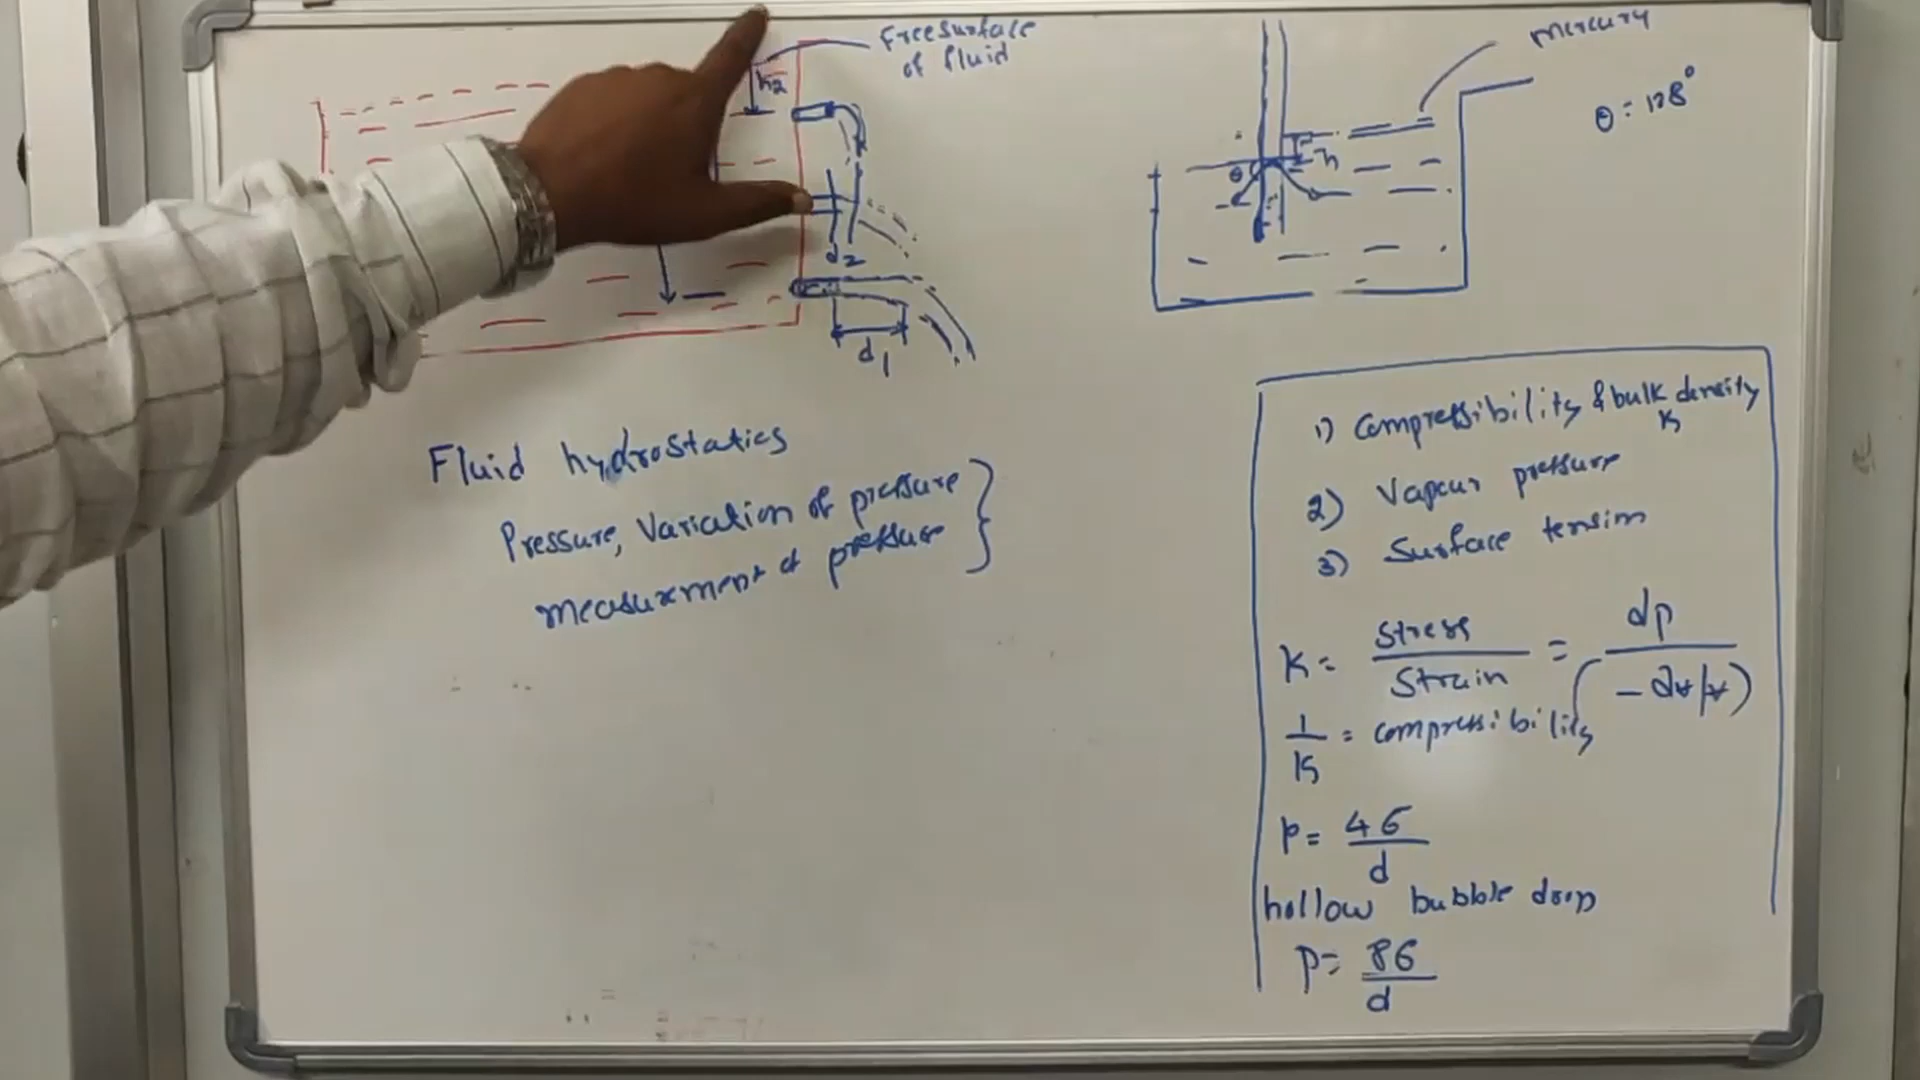 Free surface
of fluid
h2
d2
d1
mercury
θ = 128°
h
θ
Fluid hydrostatics
Pressure, Variation of pressure
measurement of pressure
1) Compressibility & bulk density
K
2) Vapour pressure
3) Surface tension
K = Stress / Strain = dp / (-dv/v)
1/K = compressibility
p = 4σ / d
hollow bubble drop
p = 8σ / d